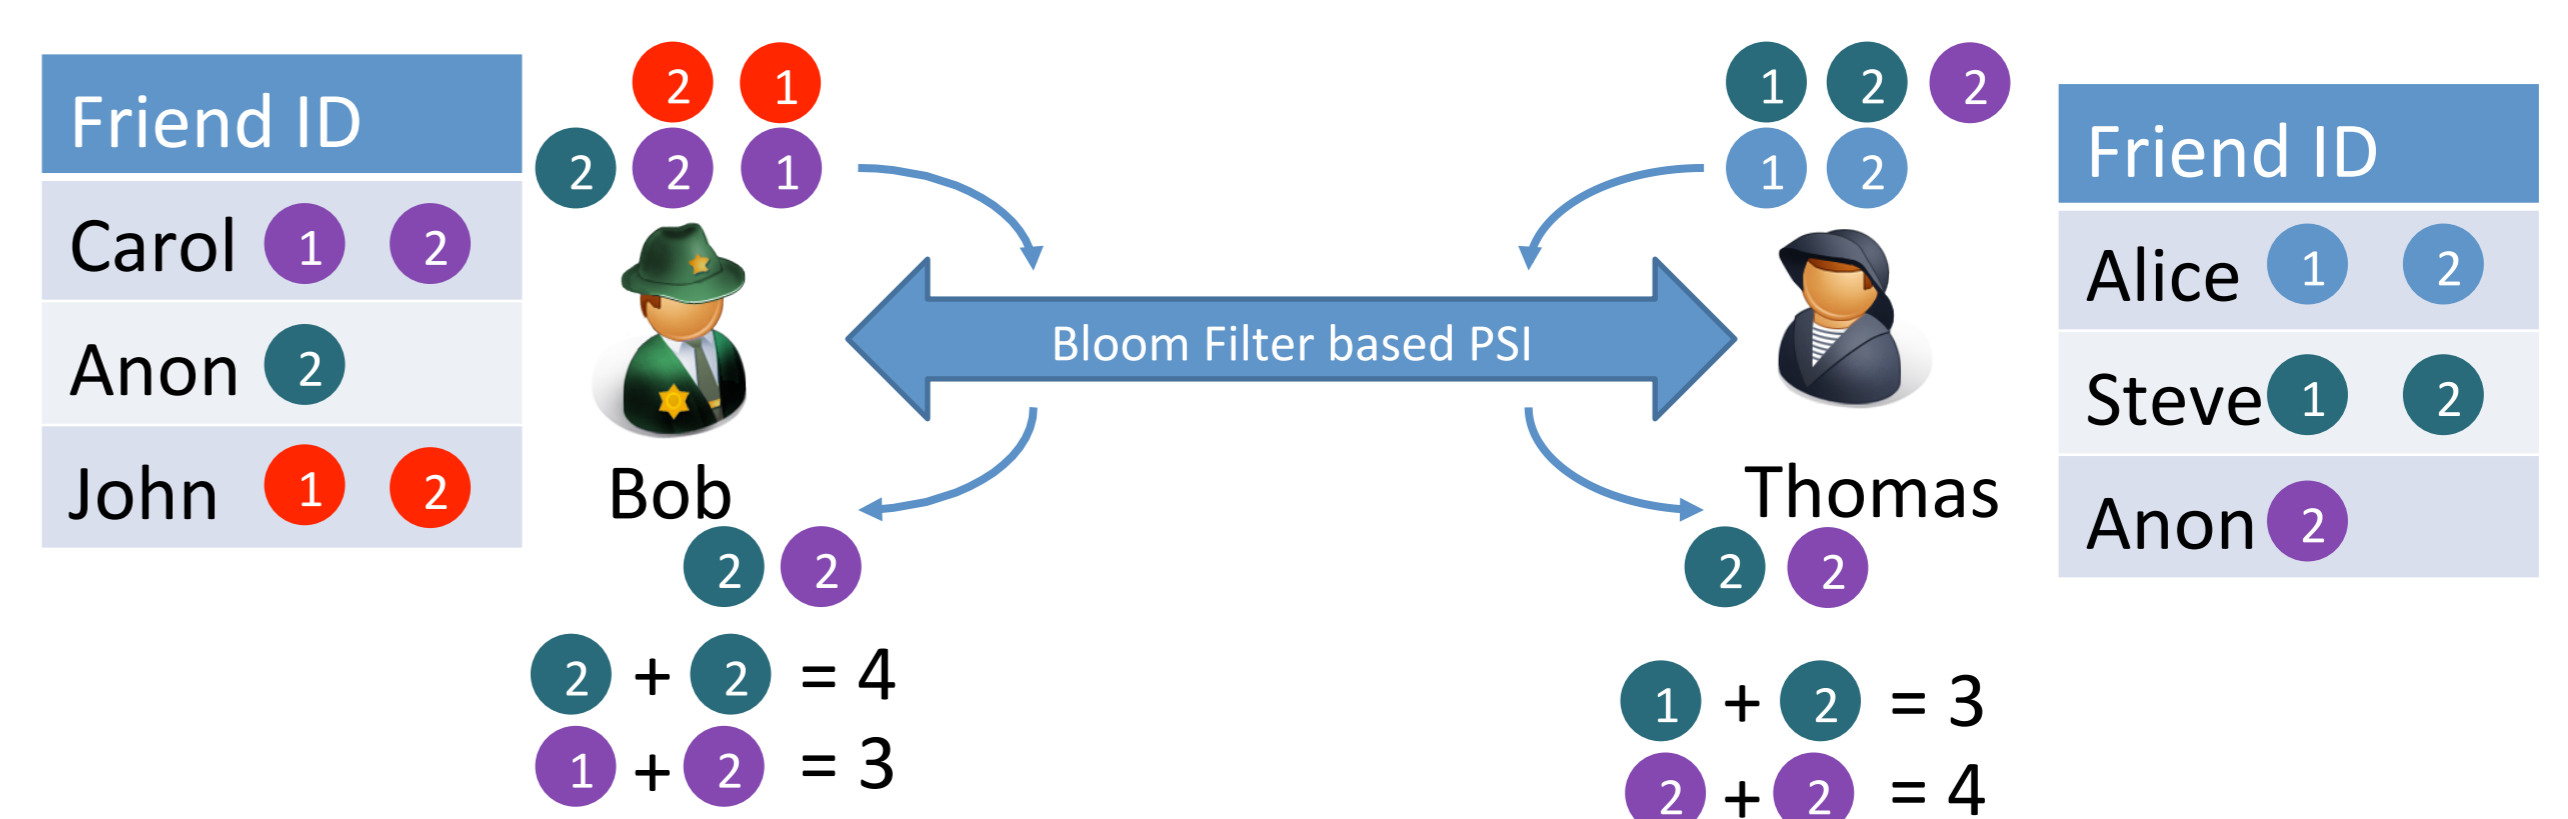 Friend ID
Carol 1 2
Anon 2
John 1 2
2 1
2 2 1
Bob
2 2
2 + 2 = 4
1 + 2 = 3
Bloom Filter based PSI
1 2 2
1 2
Thomas
2 2
1 + 2 = 3
2 + 2 = 4
Friend ID
Alice 1 2
Steve 1 2
Anon 2